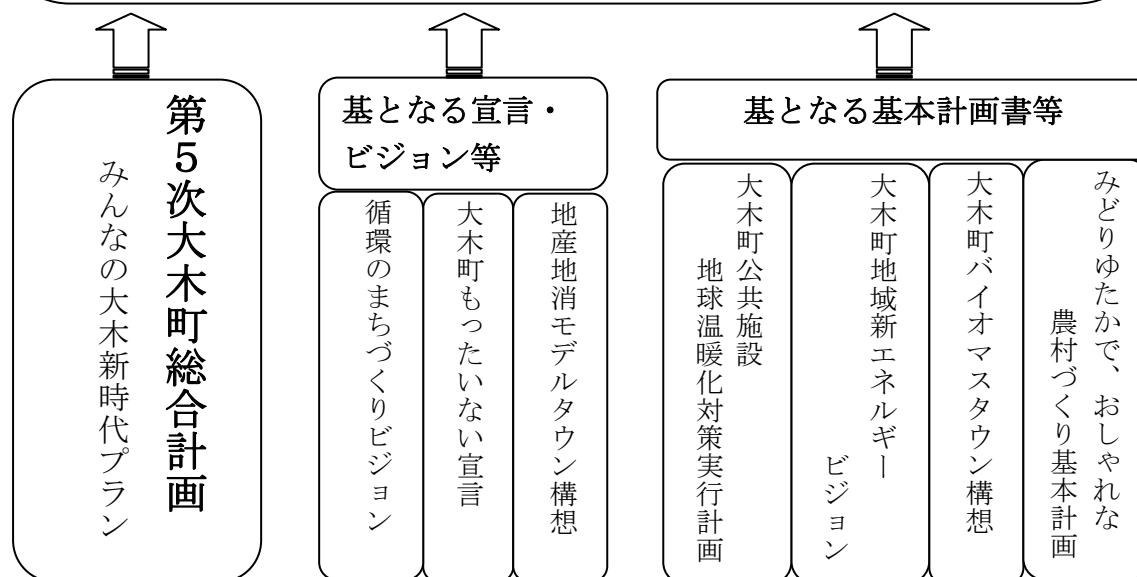 第５次大木町総合計画
みんなの大木新時代プラン
基となる宣言・
ビジョン等
循環のまちづくりビジョン
大木町もったいない宣言
地産地消モデルタウン構想
基となる基本計画書等
大木町公共施設
地球温暖化対策実行計画
大木町地域新エネルギー
ビジョン
大木町バイオマスタウン構想
みどりゆたかで、おしゃれな
農村づくり基本計画